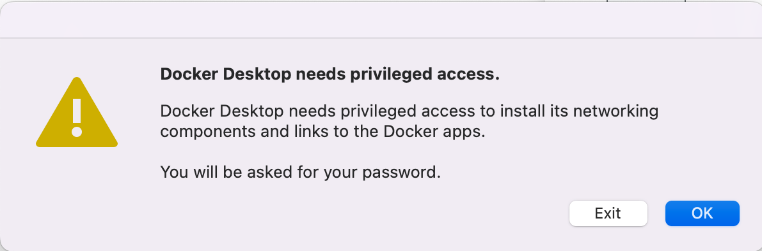 Docker Desktop needs privileged access.
Docker Desktop needs privileged access to install its networking
components and links to the Docker apps.
You will be asked for your password.
Exit
OK